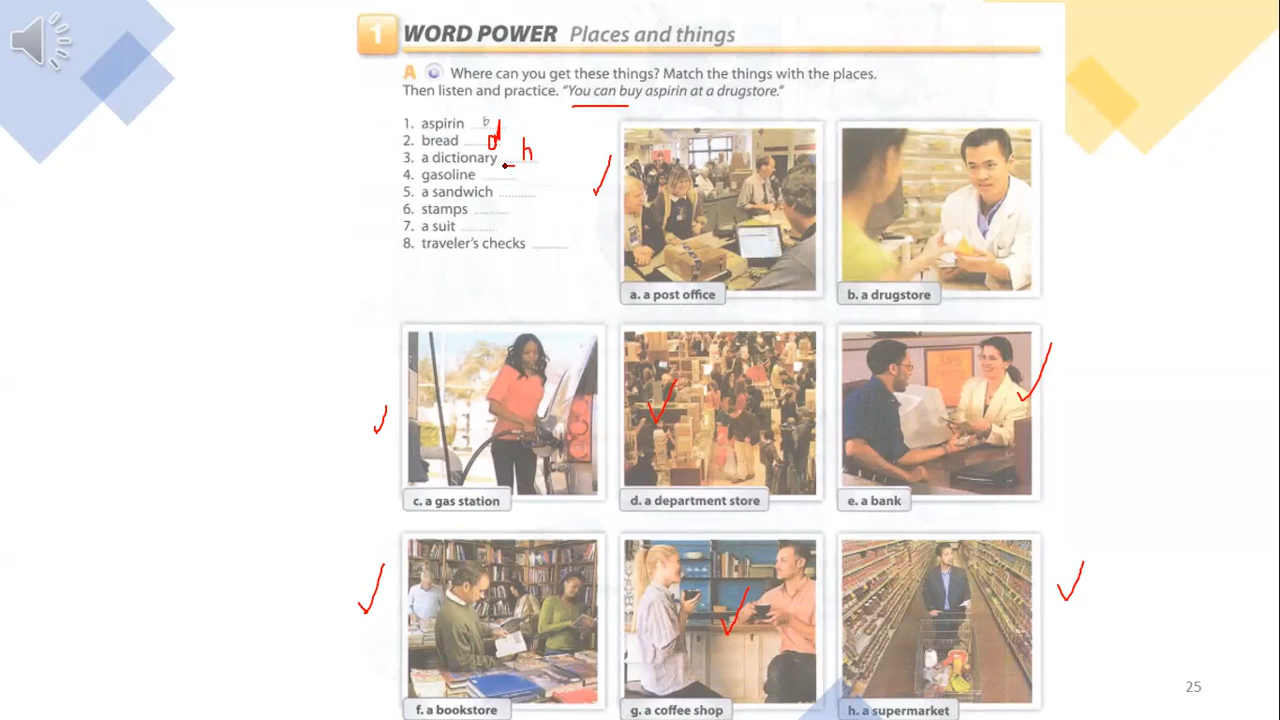 1 WORD POWER Places and things
A Where can you get these things? Match the things with the places.
Then listen and practice. "You can buy aspirin at a drugstore."
1. aspirin b
2. bread d
3. a dictionary h
4. gasoline
5. a sandwich
6. stamps
7. a suit
8. traveler's checks
a. a post office
b. a drugstore
c. a gas station
d. a department store
e. a bank
f. a bookstore
g. a coffee shop
h. a supermarket
25